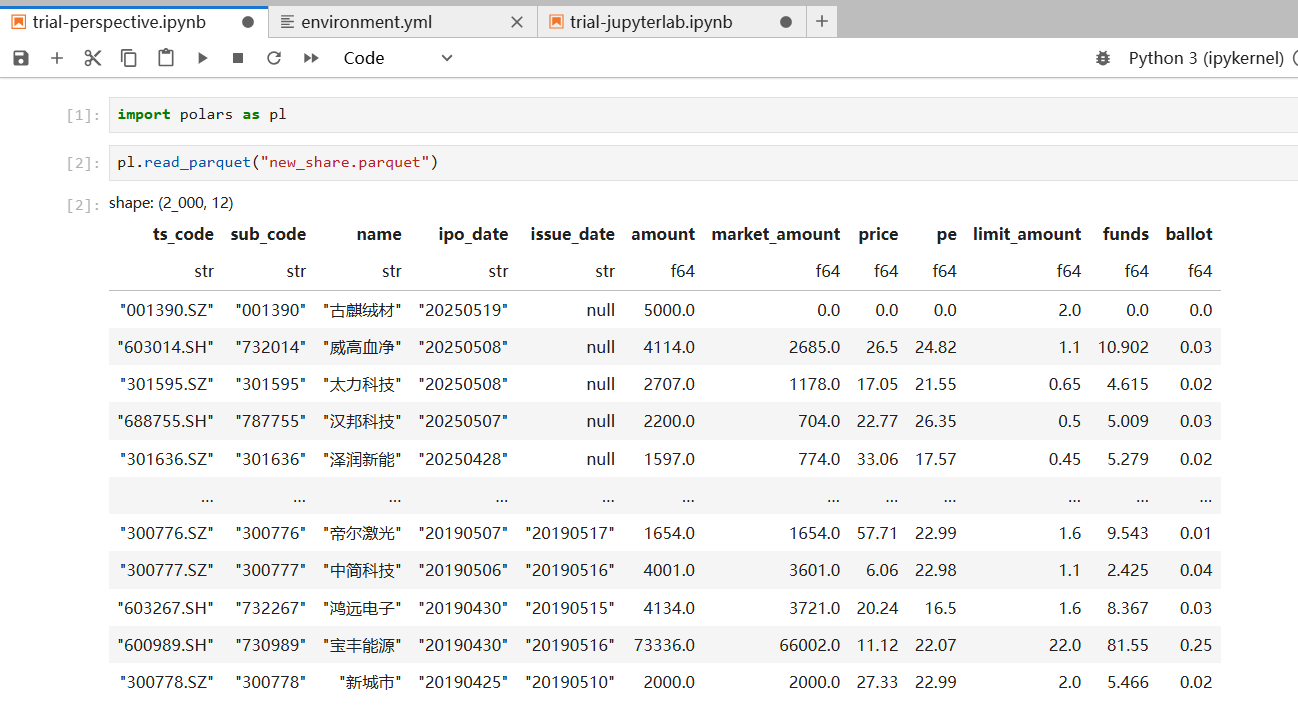 trial-perspective.ipynb environment.yml trial-jupyterlab.ipynb
Code Python 3 (ipykernel)
[1]: import polars as pl
[2]: pl.read_parquet("new_share.parquet")
[2]: shape: (2_000, 12)
ts_code sub_code name ipo_date issue_date amount market_amount price pe limit_amount funds ballot
str str str str str f64 f64 f64 f64 f64 f64 f64
"001390.SZ" "001390" "古麒绒材" "20250519" null 5000.0 0.0 0.0 0.0 2.0 0.0 0.0
"603014.SH" "732014" "威高血净" "20250508" null 4114.0 2685.0 26.5 24.82 1.1 10.902 0.03
"301595.SZ" "301595" "太力科技" "20250508" null 2707.0 1178.0 17.05 21.55 0.65 4.615 0.02
"688755.SH" "787755" "汉邦科技" "20250507" null 2200.0 704.0 22.77 26.35 0.5 5.009 0.03
"301636.SZ" "301636" "泽润新能" "20250428" null 1597.0 774.0 33.06 17.57 0.45 5.279 0.02
… … … … … … … … … … … …
"300776.SZ" "300776" "帝尔激光" "20190507" "20190517" 1654.0 1654.0 57.71 22.99 1.6 9.543 0.01
"300777.SZ" "300777" "中简科技" "20190506" "20190516" 4001.0 3601.0 6.06 22.98 1.1 2.425 0.04
"603267.SH" "732267" "鸿远电子" "20190430" "20190515" 4134.0 3721.0 20.24 16.5 1.6 8.367 0.03
"600989.SH" "730989" "宝丰能源" "20190430" "20190516" 73336.0 66002.0 11.12 22.07 22.0 81.55 0.25
"300778.SZ" "300778" "新城市" "20190425" "20190510" 2000.0 2000.0 27.33 22.99 2.0 5.466 0.02